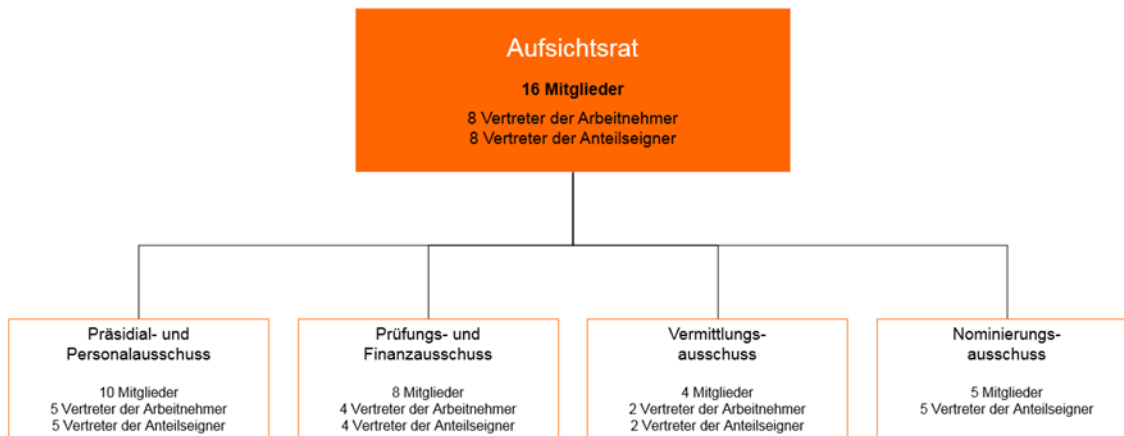 Aufsichtsrat
16 Mitglieder
8 Vertreter der Arbeitnehmer
8 Vertreter der Anteilseigner
Präsidial- und
Personalausschuss
10 Mitglieder
5 Vertreter der Arbeitnehmer
5 Vertreter der Anteilseigner
Prüfungs- und
Finanzausschuss
8 Mitglieder
4 Vertreter der Arbeitnehmer
4 Vertreter der Anteilseigner
Vermittlungs-
ausschuss
4 Mitglieder
2 Vertreter der Arbeitnehmer
2 Vertreter der Anteilseigner
Nominierungs-
ausschuss
5 Mitglieder
5 Vertreter der Anteilseigner